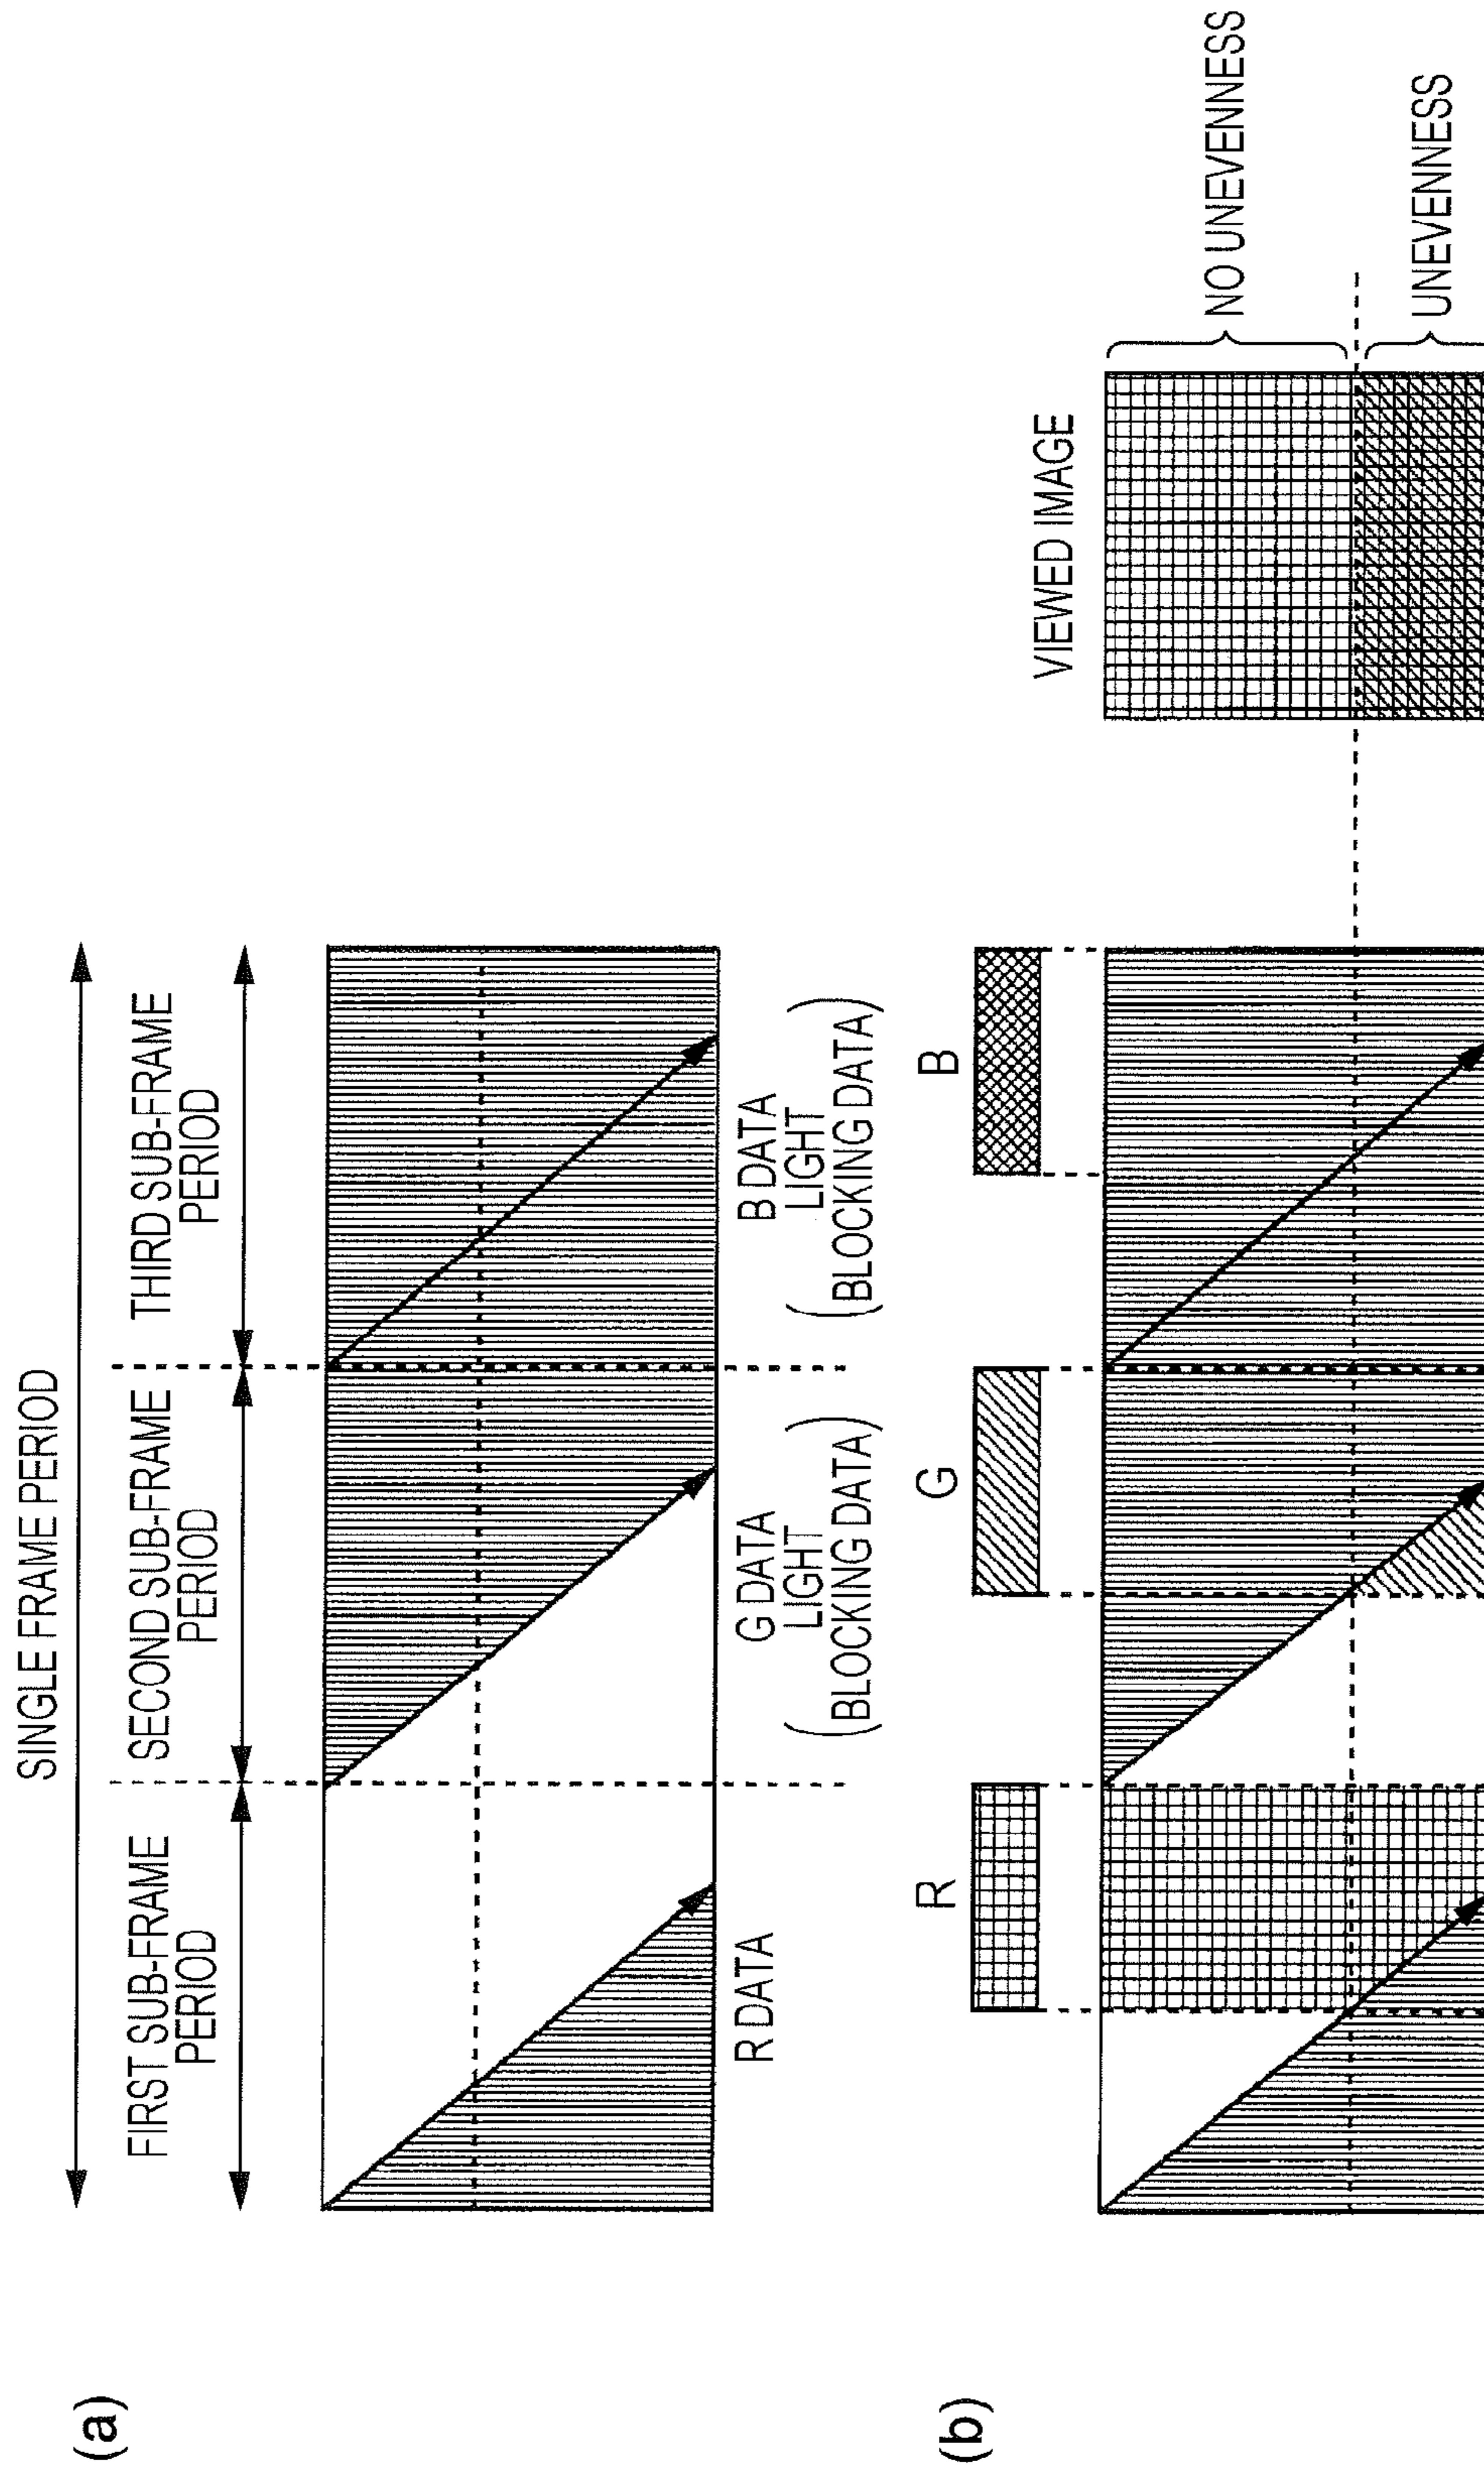 (a)
SINGLE FRAME PERIOD
FIRST SUB-FRAME
PERIOD
SECOND SUB-FRAME
PERIOD
THIRD SUB-FRAME
PERIOD
R DATA
G DATA
LIGHT
(BLOCKING DATA)
B DATA
LIGHT
(BLOCKING DATA)
(b)
R
G
B
VIEWED IMAGE
NO UNEVENNESS
UNEVENNESS